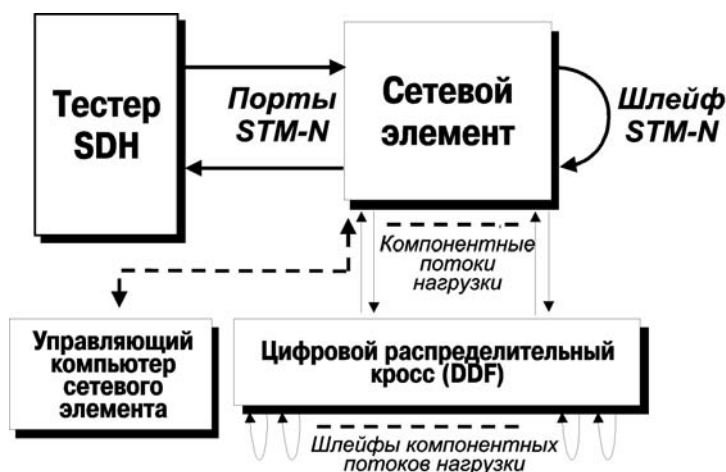 Тестер
SDH
Порты
STM-N
Сетевой
элемент
Шлейф
STM-N
Компонентные
потоки
нагрузки
Управляющий
компьютер
сетевого
элемента
Цифровой распределительный
кросс (DDF)
Шлейфы компонентных
потоков нагрузки